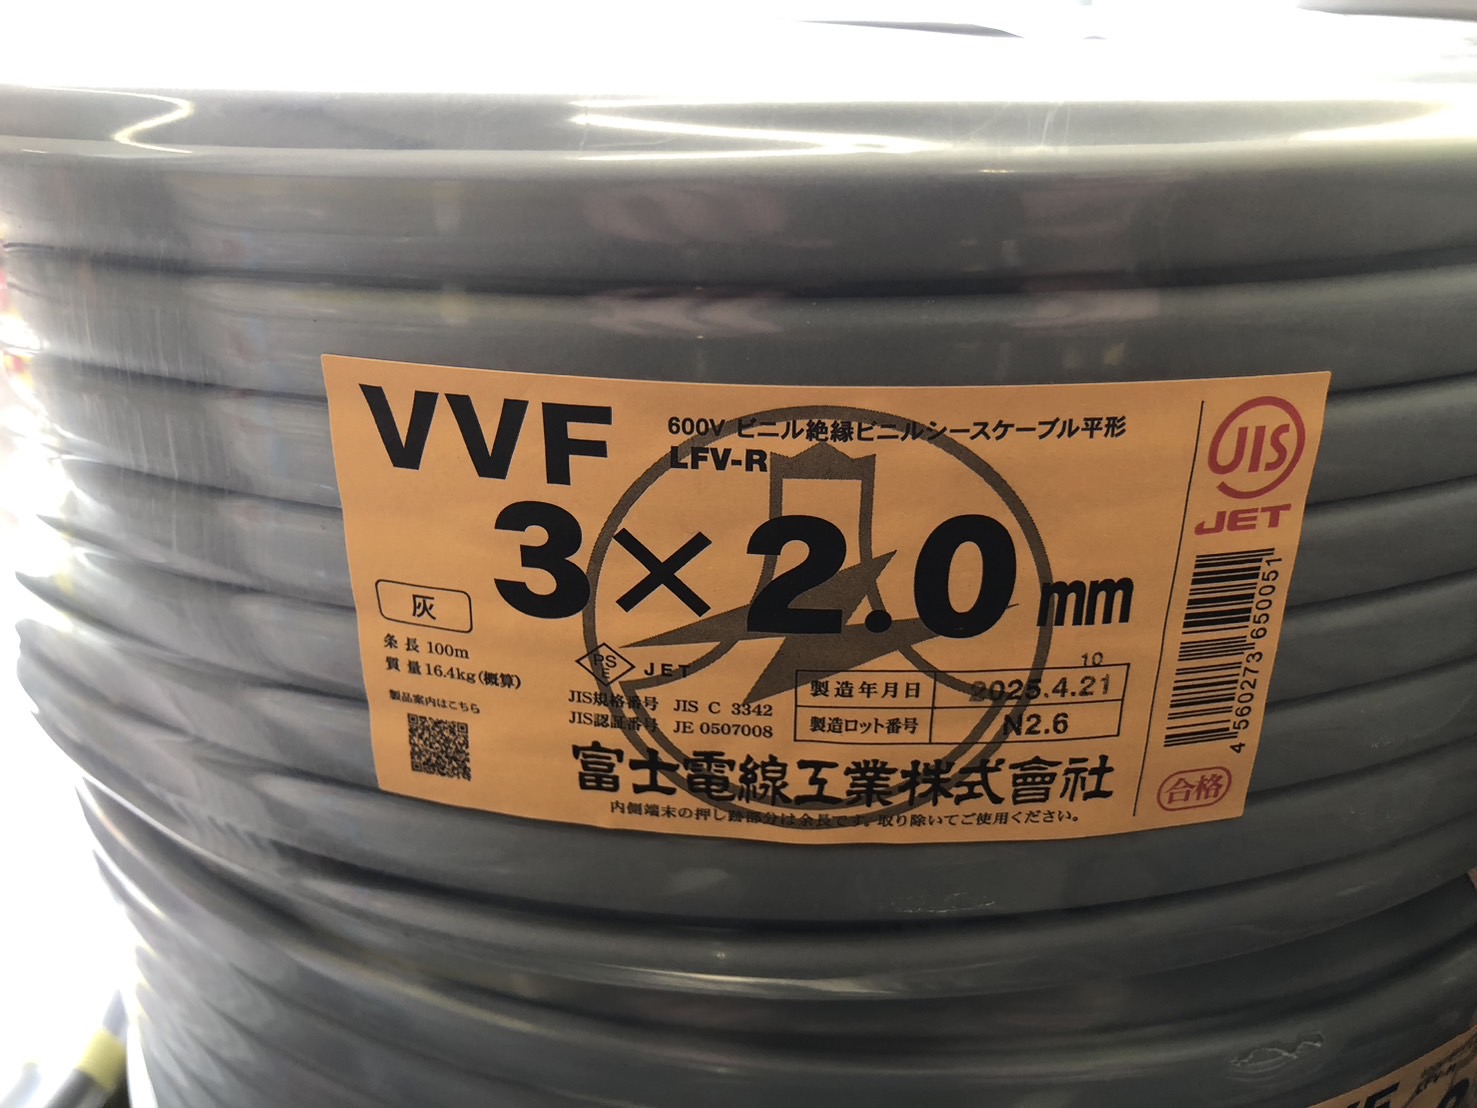 VVF
600V ビニル絶縁ビニルシースケーブル平形
LFV-R
3×2.0mm
灰
条長 100m
質量 16.4kg(概算)
製品案内はこちら
PS
E
JET
JIS規格番号 JIS C 3342
JIS認証番号 JE 0507008
10
製造年月日 2025.4.21
製造ロット番号 N2.6
富士電線工業株式會社
内側端末の押し跡部分は余長です。取り除いてご使用ください。
JIS
JET
4 560273 650051
合格